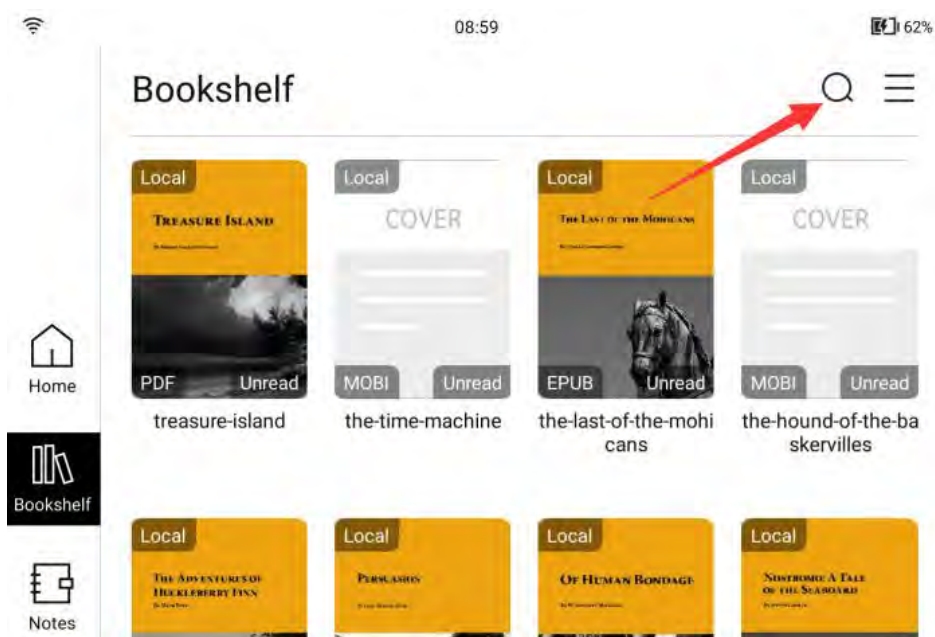 08:59
62%
Bookshelf
Local
Local
Local
Local
TREASURE ISLAND
COVER
THE LAST OF THE MOHICANS
COVER
PDF
Unread
MOBI
Unread
EPUB
Unread
MOBI
Unread
treasure-island
the-time-machine
the-last-of-the-mohi
cans
the-hound-of-the-ba
skervilles
Home
Bookshelf
Notes
Local
Local
Local
Local
THE ADVENTURES OF
HUCKLEBERRY FINN
PERSUASION
OF HUMAN BONDAGE
NOSTROMO: A TALE
OF THE SEABOARD